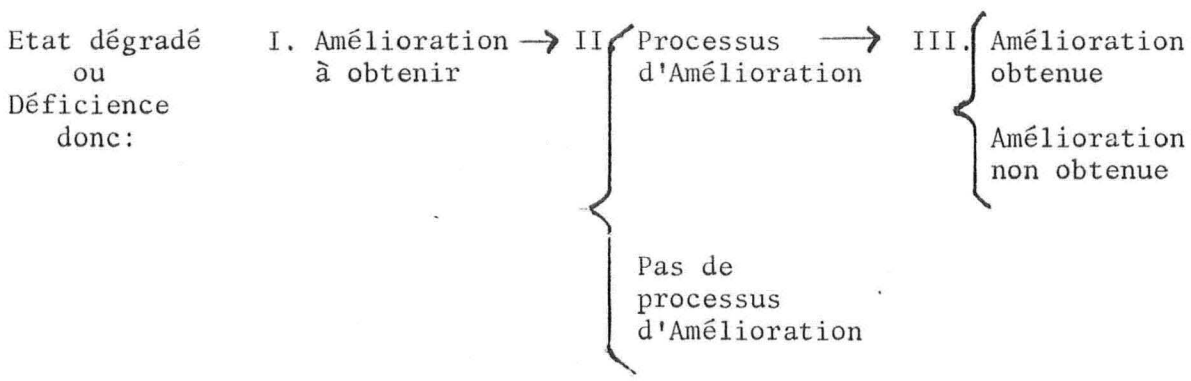 Etat dégradé
ou
Déficience
donc:
I. Amélioration
à obtenir
II.
Processus
d'Amélioration
Pas de
processus
d'Amélioration
III.
Amélioration
obtenue
Amélioration
non obtenue